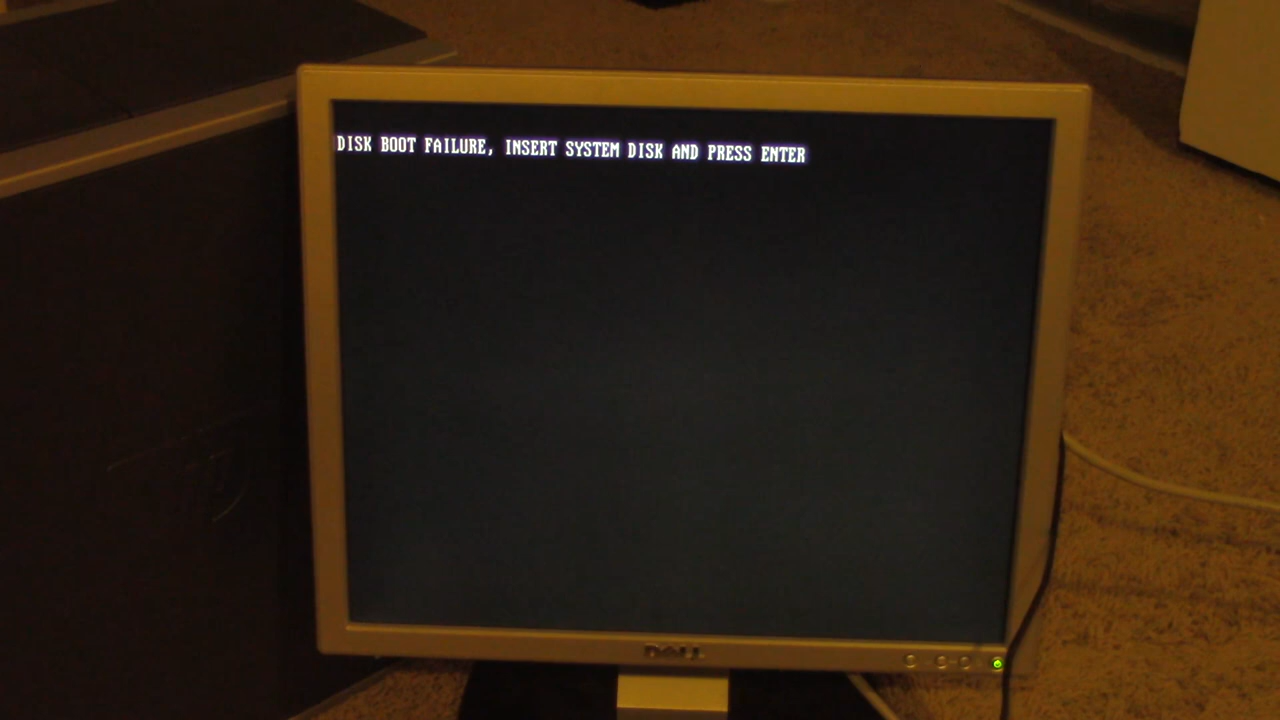 DISK BOOT FAILURE, INSERT SYSTEM DISK AND PRESS ENTER
DELL